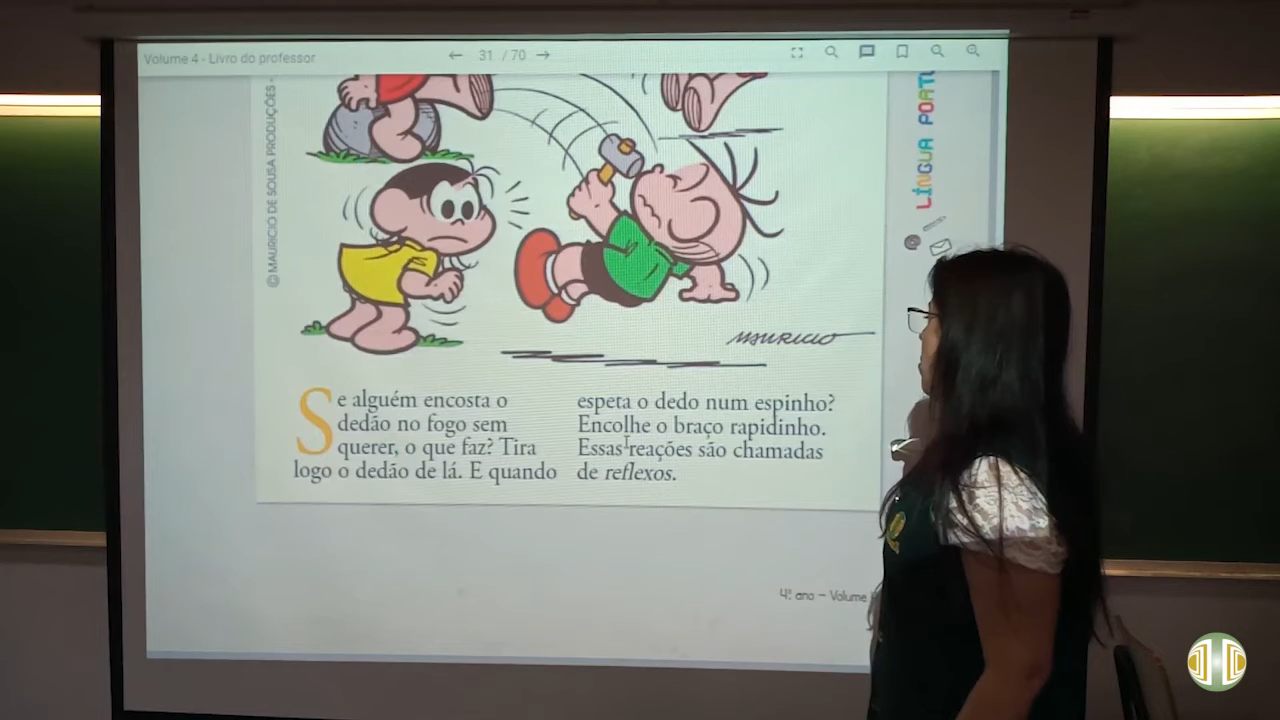 Volume 4 - Livro do professor
← 31 / 70 →
© MAURICIO DE SOUSA PRODUÇÕES -
LÍNGUA
MAURICIO
Se alguém encosta o
dedão no fogo sem
querer, o que faz? Tira
logo o dedão de lá. E quando
espeta o dedo num espinho?
Encolhe o braço rapidinho.
Essas reações são chamadas
de reflexos.
4º ano – Volume